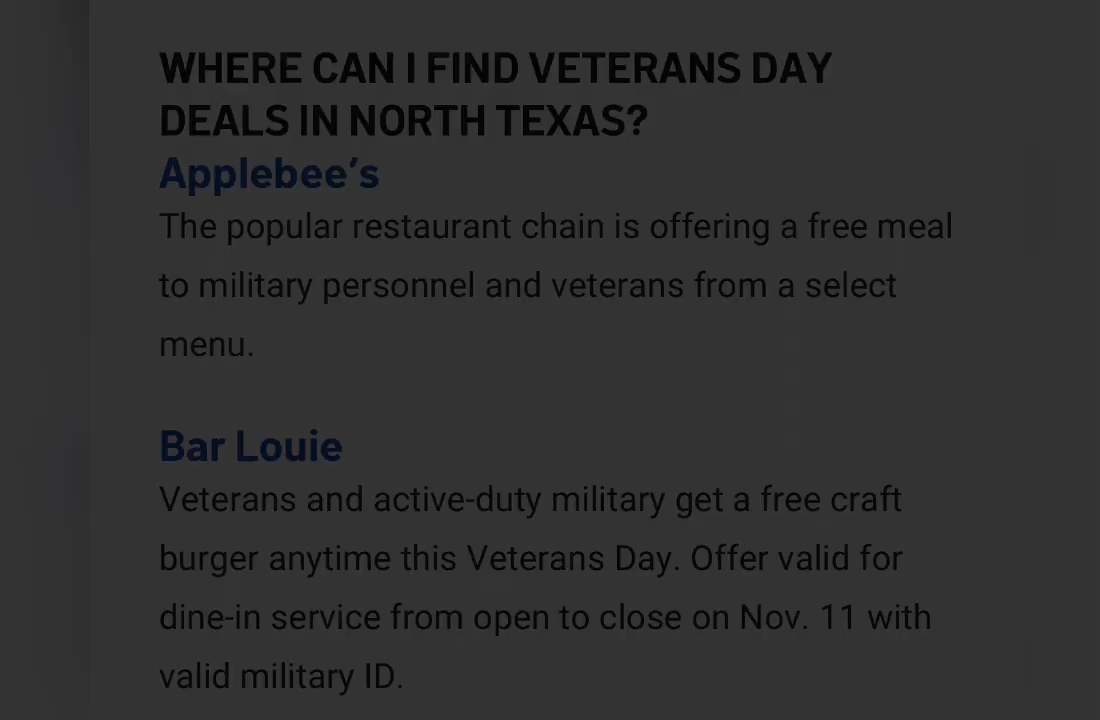 WHERE CAN I FIND VETERANS DAY
DEALS IN NORTH TEXAS?
Applebee’s
The popular restaurant chain is offering a free meal
to military personnel and veterans from a select
menu.
Bar Louie
Veterans and active-duty military get a free craft
burger anytime this Veterans Day. Offer valid for
dine-in service from open to close on Nov. 11 with
valid military ID.